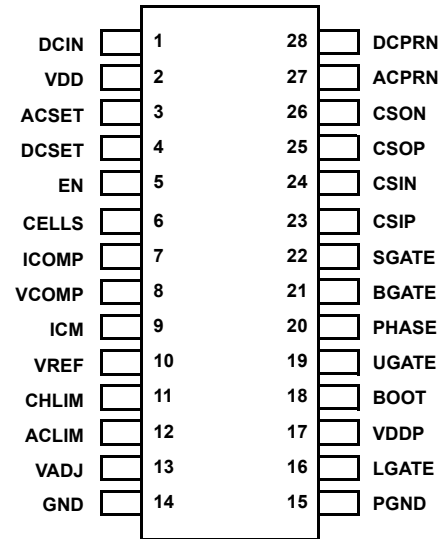 DCIN 1 28 DCPRN
VDD 2 27 ACPRN
ACSET 3 26 CSON
DCSET 4 25 CSOP
EN 5 24 CSIN
CELLS 6 23 CSIP
ICOMP 7 22 SGATE
VCOMP 8 21 BGATE
ICM 9 20 PHASE
VREF 10 19 UGATE
CHLIM 11 18 BOOT
ACLIM 12 17 VDDP
VADJ 13 16 LGATE
GND 14 15 PGND